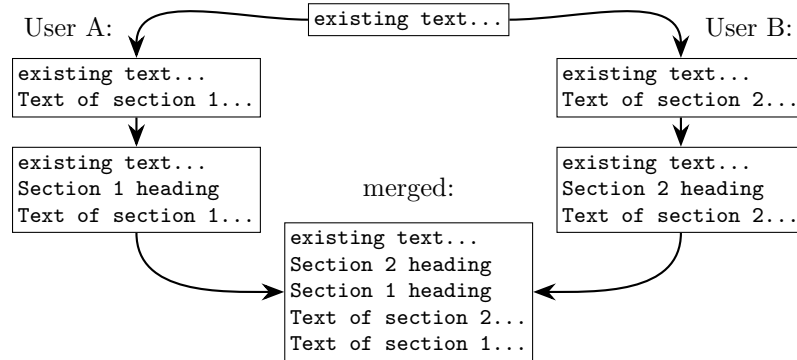 existing text...
User A:
User B:
existing text...
Text of section 1...
existing text...
Text of section 2...
existing text...
Section 1 heading
Text of section 1...
existing text...
Section 2 heading
Text of section 2...
merged:
existing text...
Section 2 heading
Section 1 heading
Text of section 2...
Text of section 1...